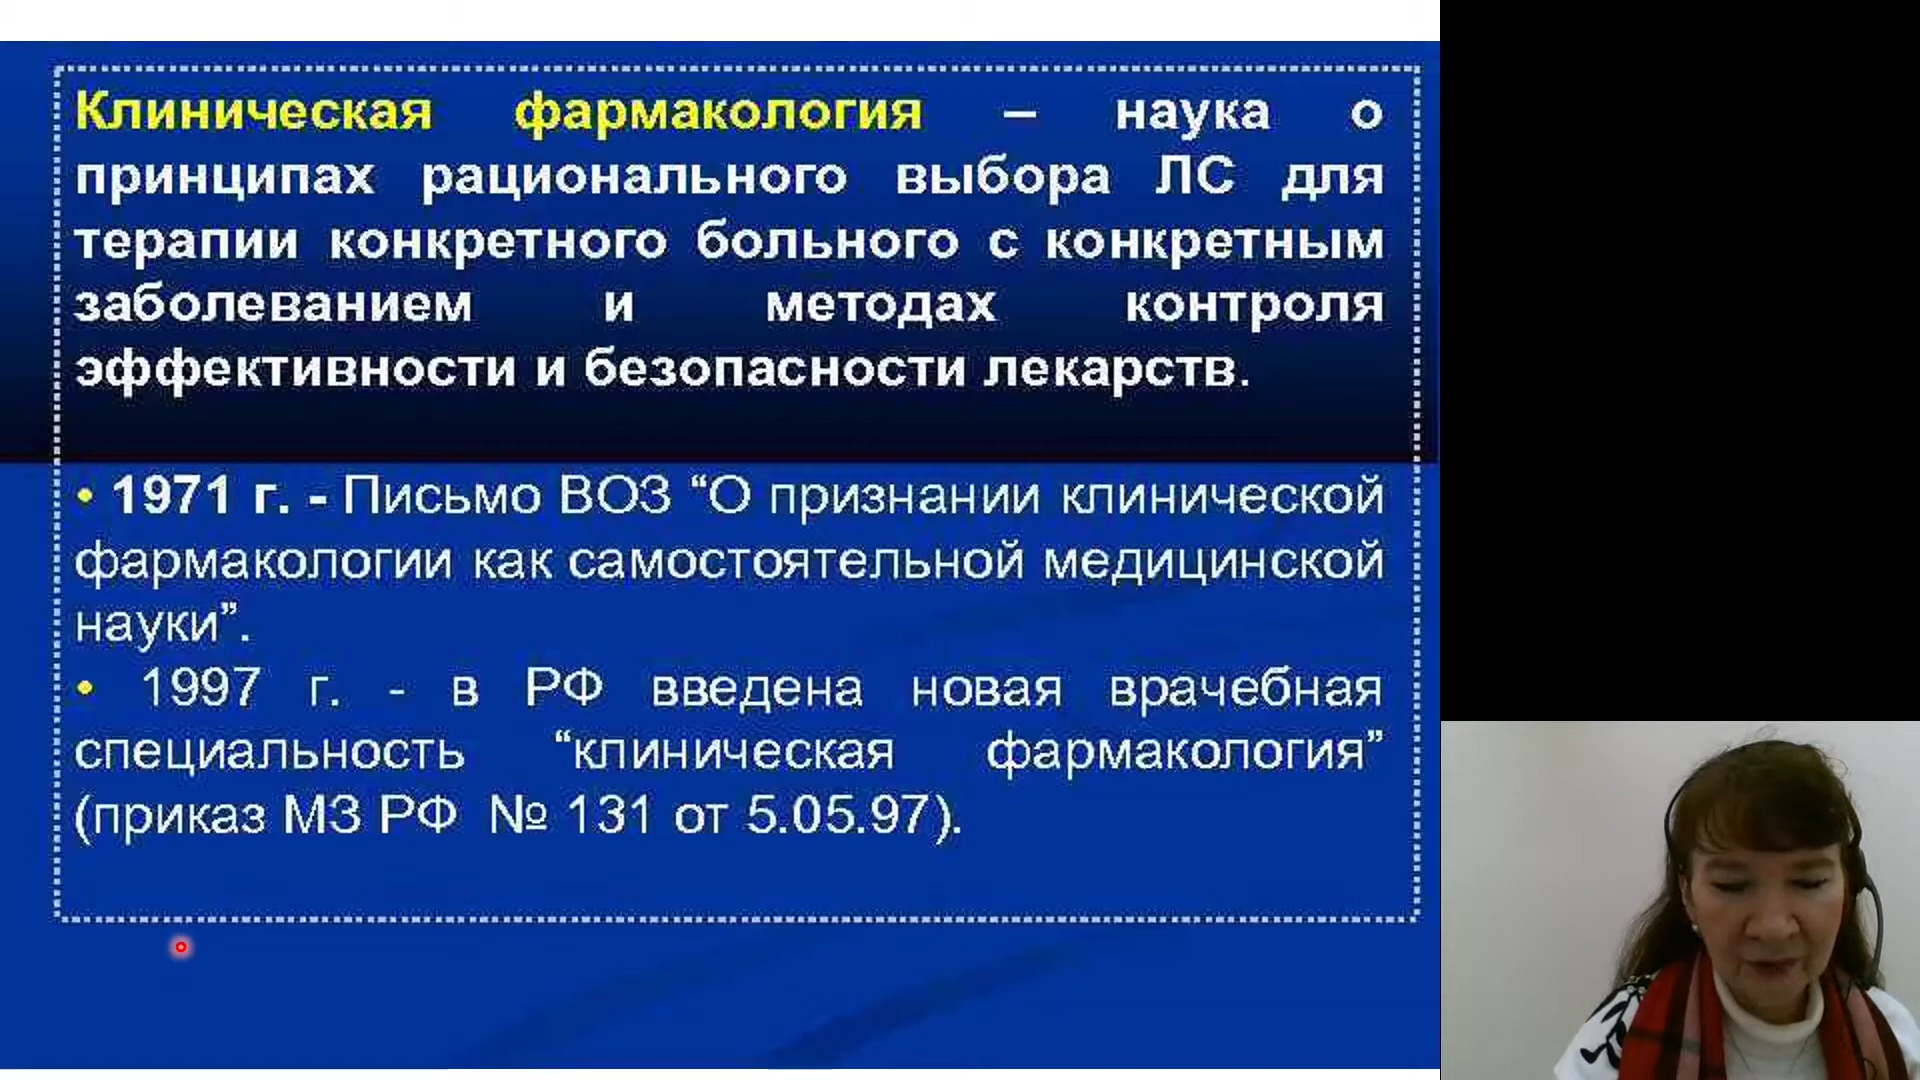 Клиническая фармакология – наука о
принципах рационального выбора ЛС для
терапии конкретного больного с конкретным
заболеванием и методах контроля
эффективности и безопасности лекарств.
• 1971 г. - Письмо ВОЗ “О признании клинической
фармакологии как самостоятельной медицинской
науки”.
• 1997 г. - в РФ введена новая врачебная
специальность “клиническая фармакология”
(приказ МЗ РФ № 131 от 5.05.97).